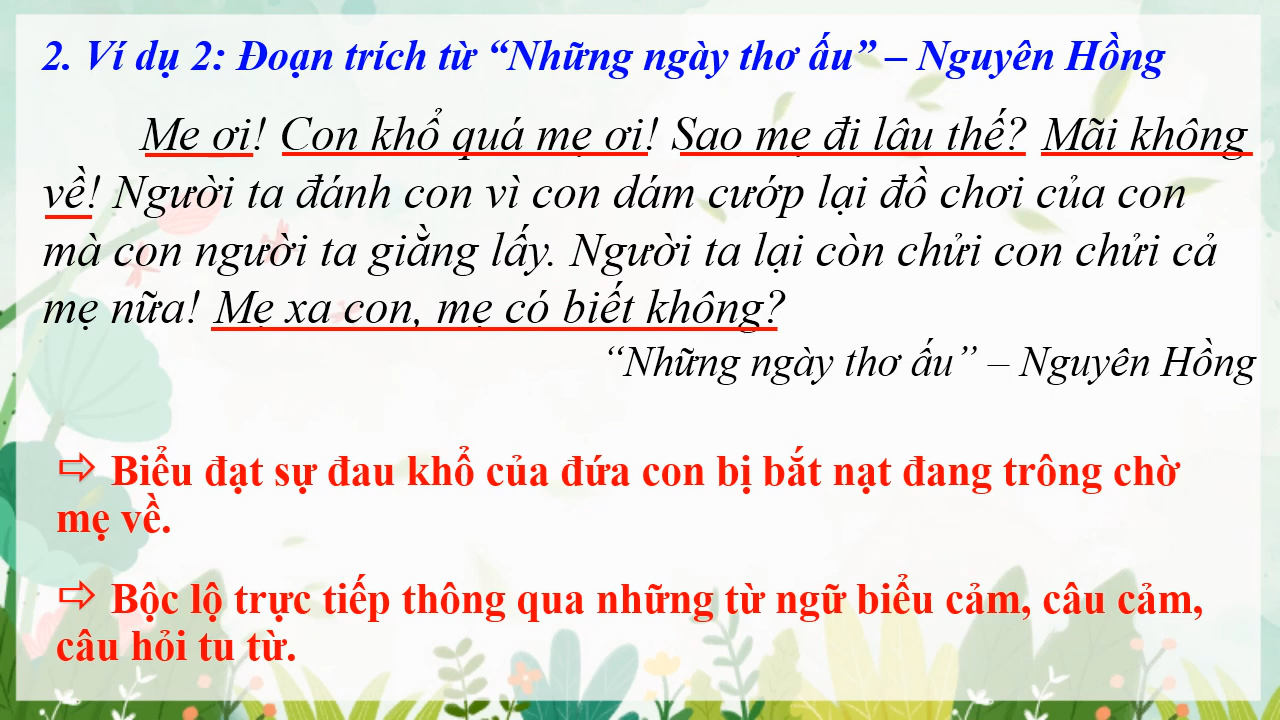 2. Ví dụ 2: Đoạn trích từ “Những ngày thơ ấu” – Nguyên Hồng
Mẹ ơi! Con khổ quá mẹ ơi! Sao mẹ đi lâu thế? Mãi không
về! Người ta đánh con vì con dám cướp lại đồ chơi của con
mà con người ta giằng lấy. Người ta lại còn chửi con chửi cả
mẹ nữa! Mẹ xa con, mẹ có biết không?
“Những ngày thơ ấu” – Nguyên Hồng
⇨ Biểu đạt sự đau khổ của đứa con bị bắt nạt đang trông chờ
mẹ về.
⇨ Bộc lộ trực tiếp thông qua những từ ngữ biểu cảm, câu cảm,
câu hỏi tu từ.